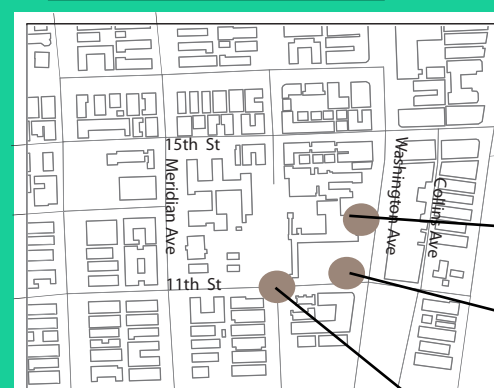 15th St
Meridian Ave
Washington Ave
Collins Ave
11th St